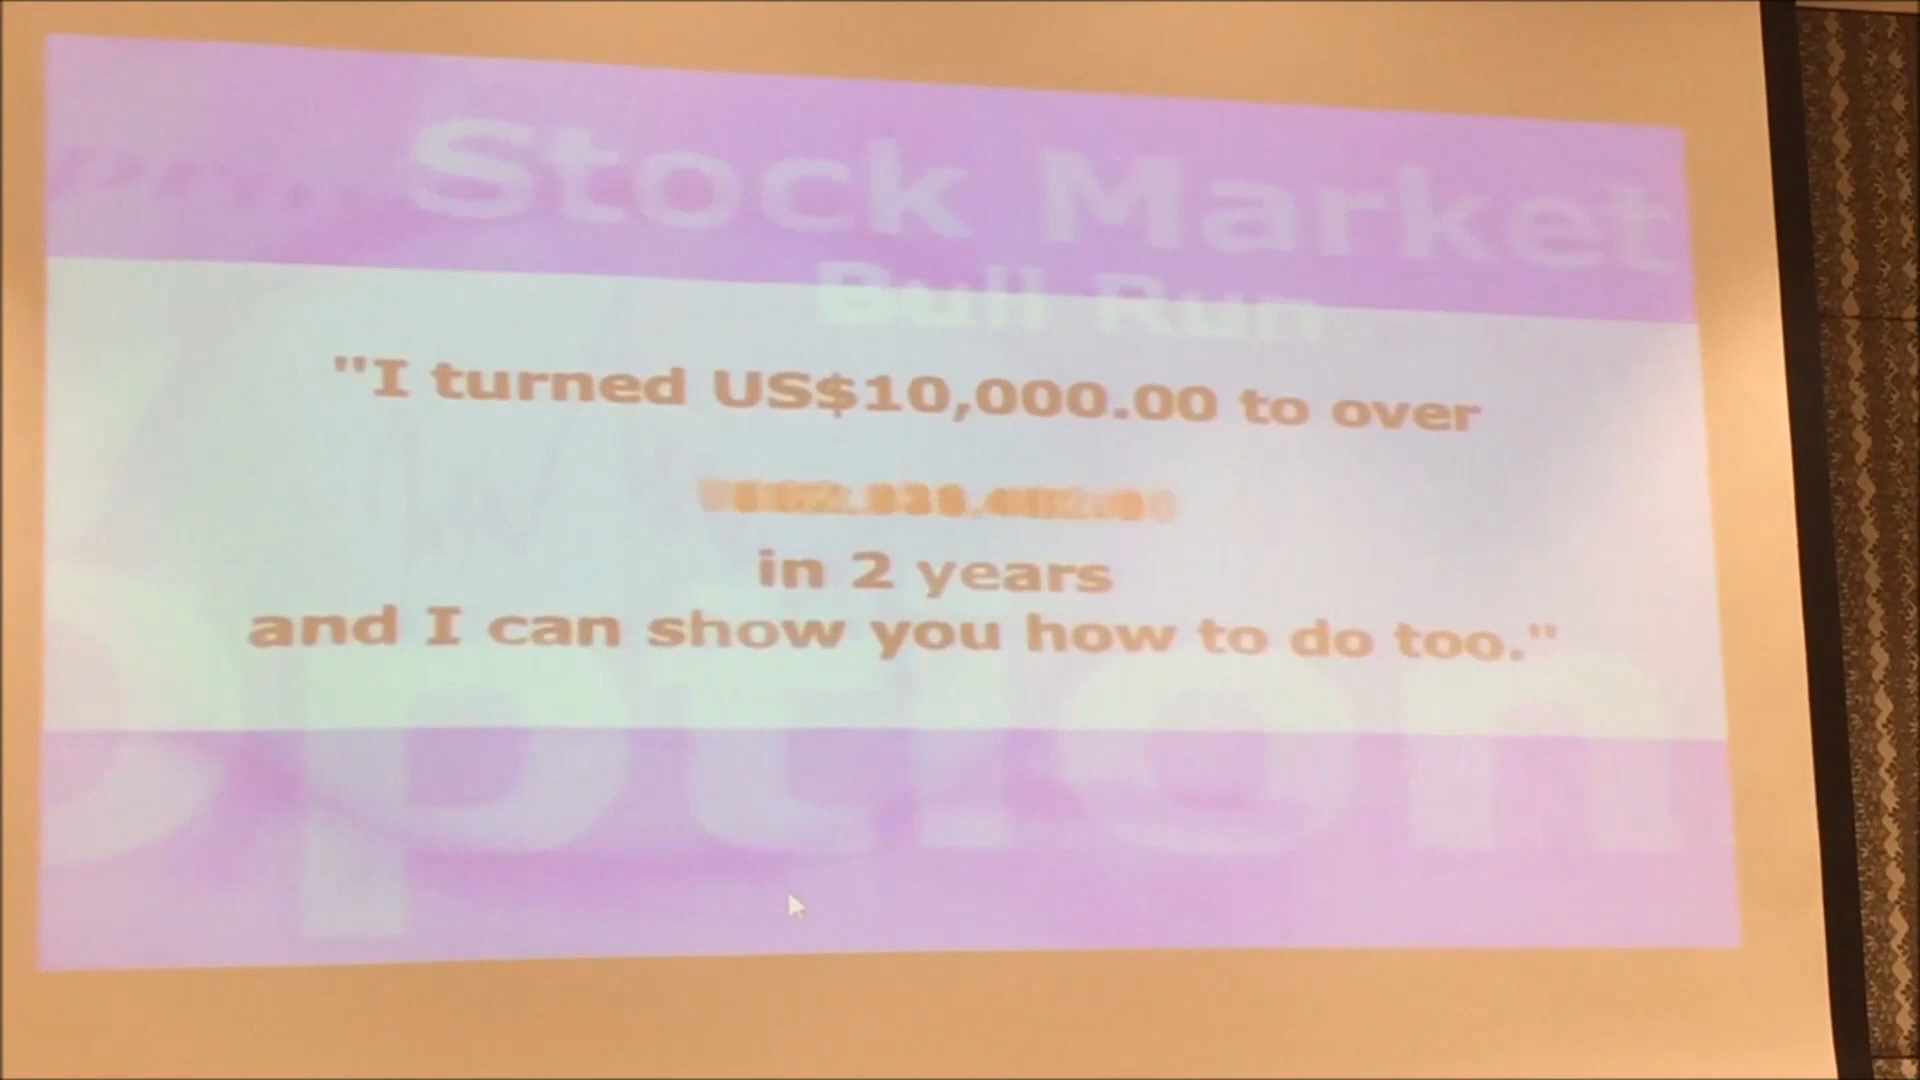 Stock Market
Bull Run
"I turned US$10,000.00 to over
in 2 years
and I can show you how to do too."
option